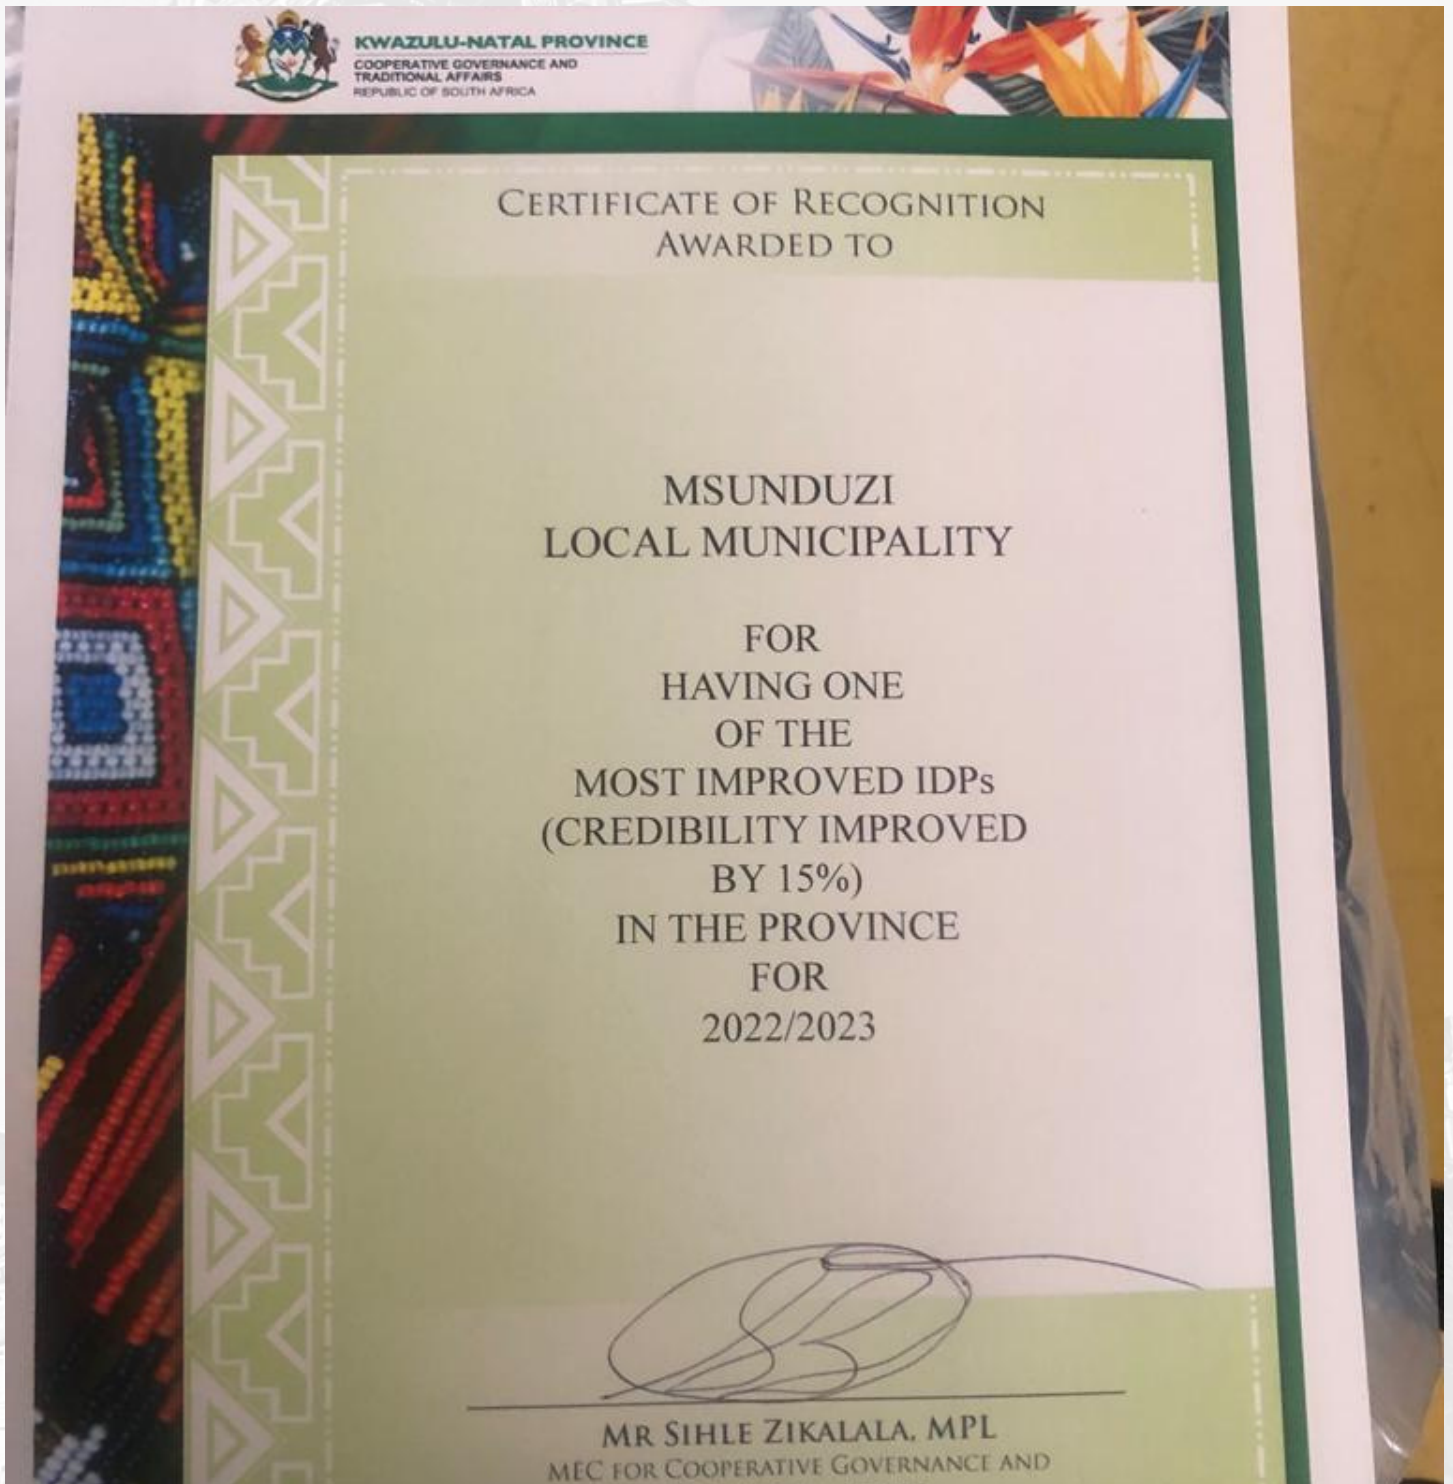 KWAZULU-NATAL PROVINCE
COOPERATIVE GOVERNANCE AND
TRADITIONAL AFFAIRS
REPUBLIC OF SOUTH AFRICA
CERTIFICATE OF RECOGNITION
AWARDED TO
MSUNDUZI
LOCAL MUNICIPALITY
FOR
HAVING ONE
OF THE
MOST IMPROVED IDPs
(CREDIBILITY IMPROVED
BY 15%)
IN THE PROVINCE
FOR
2022/2023
MR SIHLE ZIKALALA, MPL
MEC FOR COOPERATIVE GOVERNANCE AND